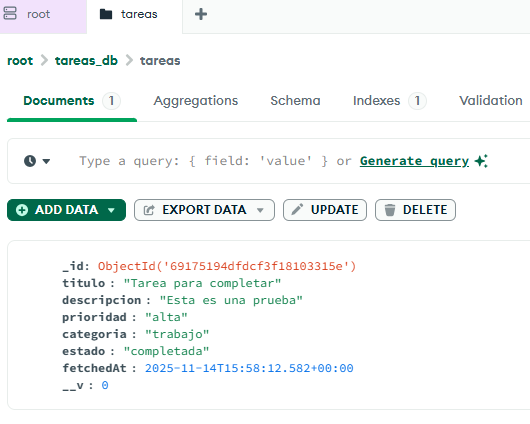 root tareas
root > tareas_db > tareas
Documents 1 Aggregations Schema Indexes 1 Validation
Type a query: { field: 'value' } or Generate query
ADD DATA EXPORT DATA UPDATE DELETE
_id: ObjectId('69175194dfdcf3f18103315e')
titulo : "Tarea para completar"
descripcion : "Esta es una prueba"
prioridad : "alta"
categoria : "trabajo"
estado : "completada"
fetchedAt : 2025-11-14T15:58:12.582+00:00
__v : 0